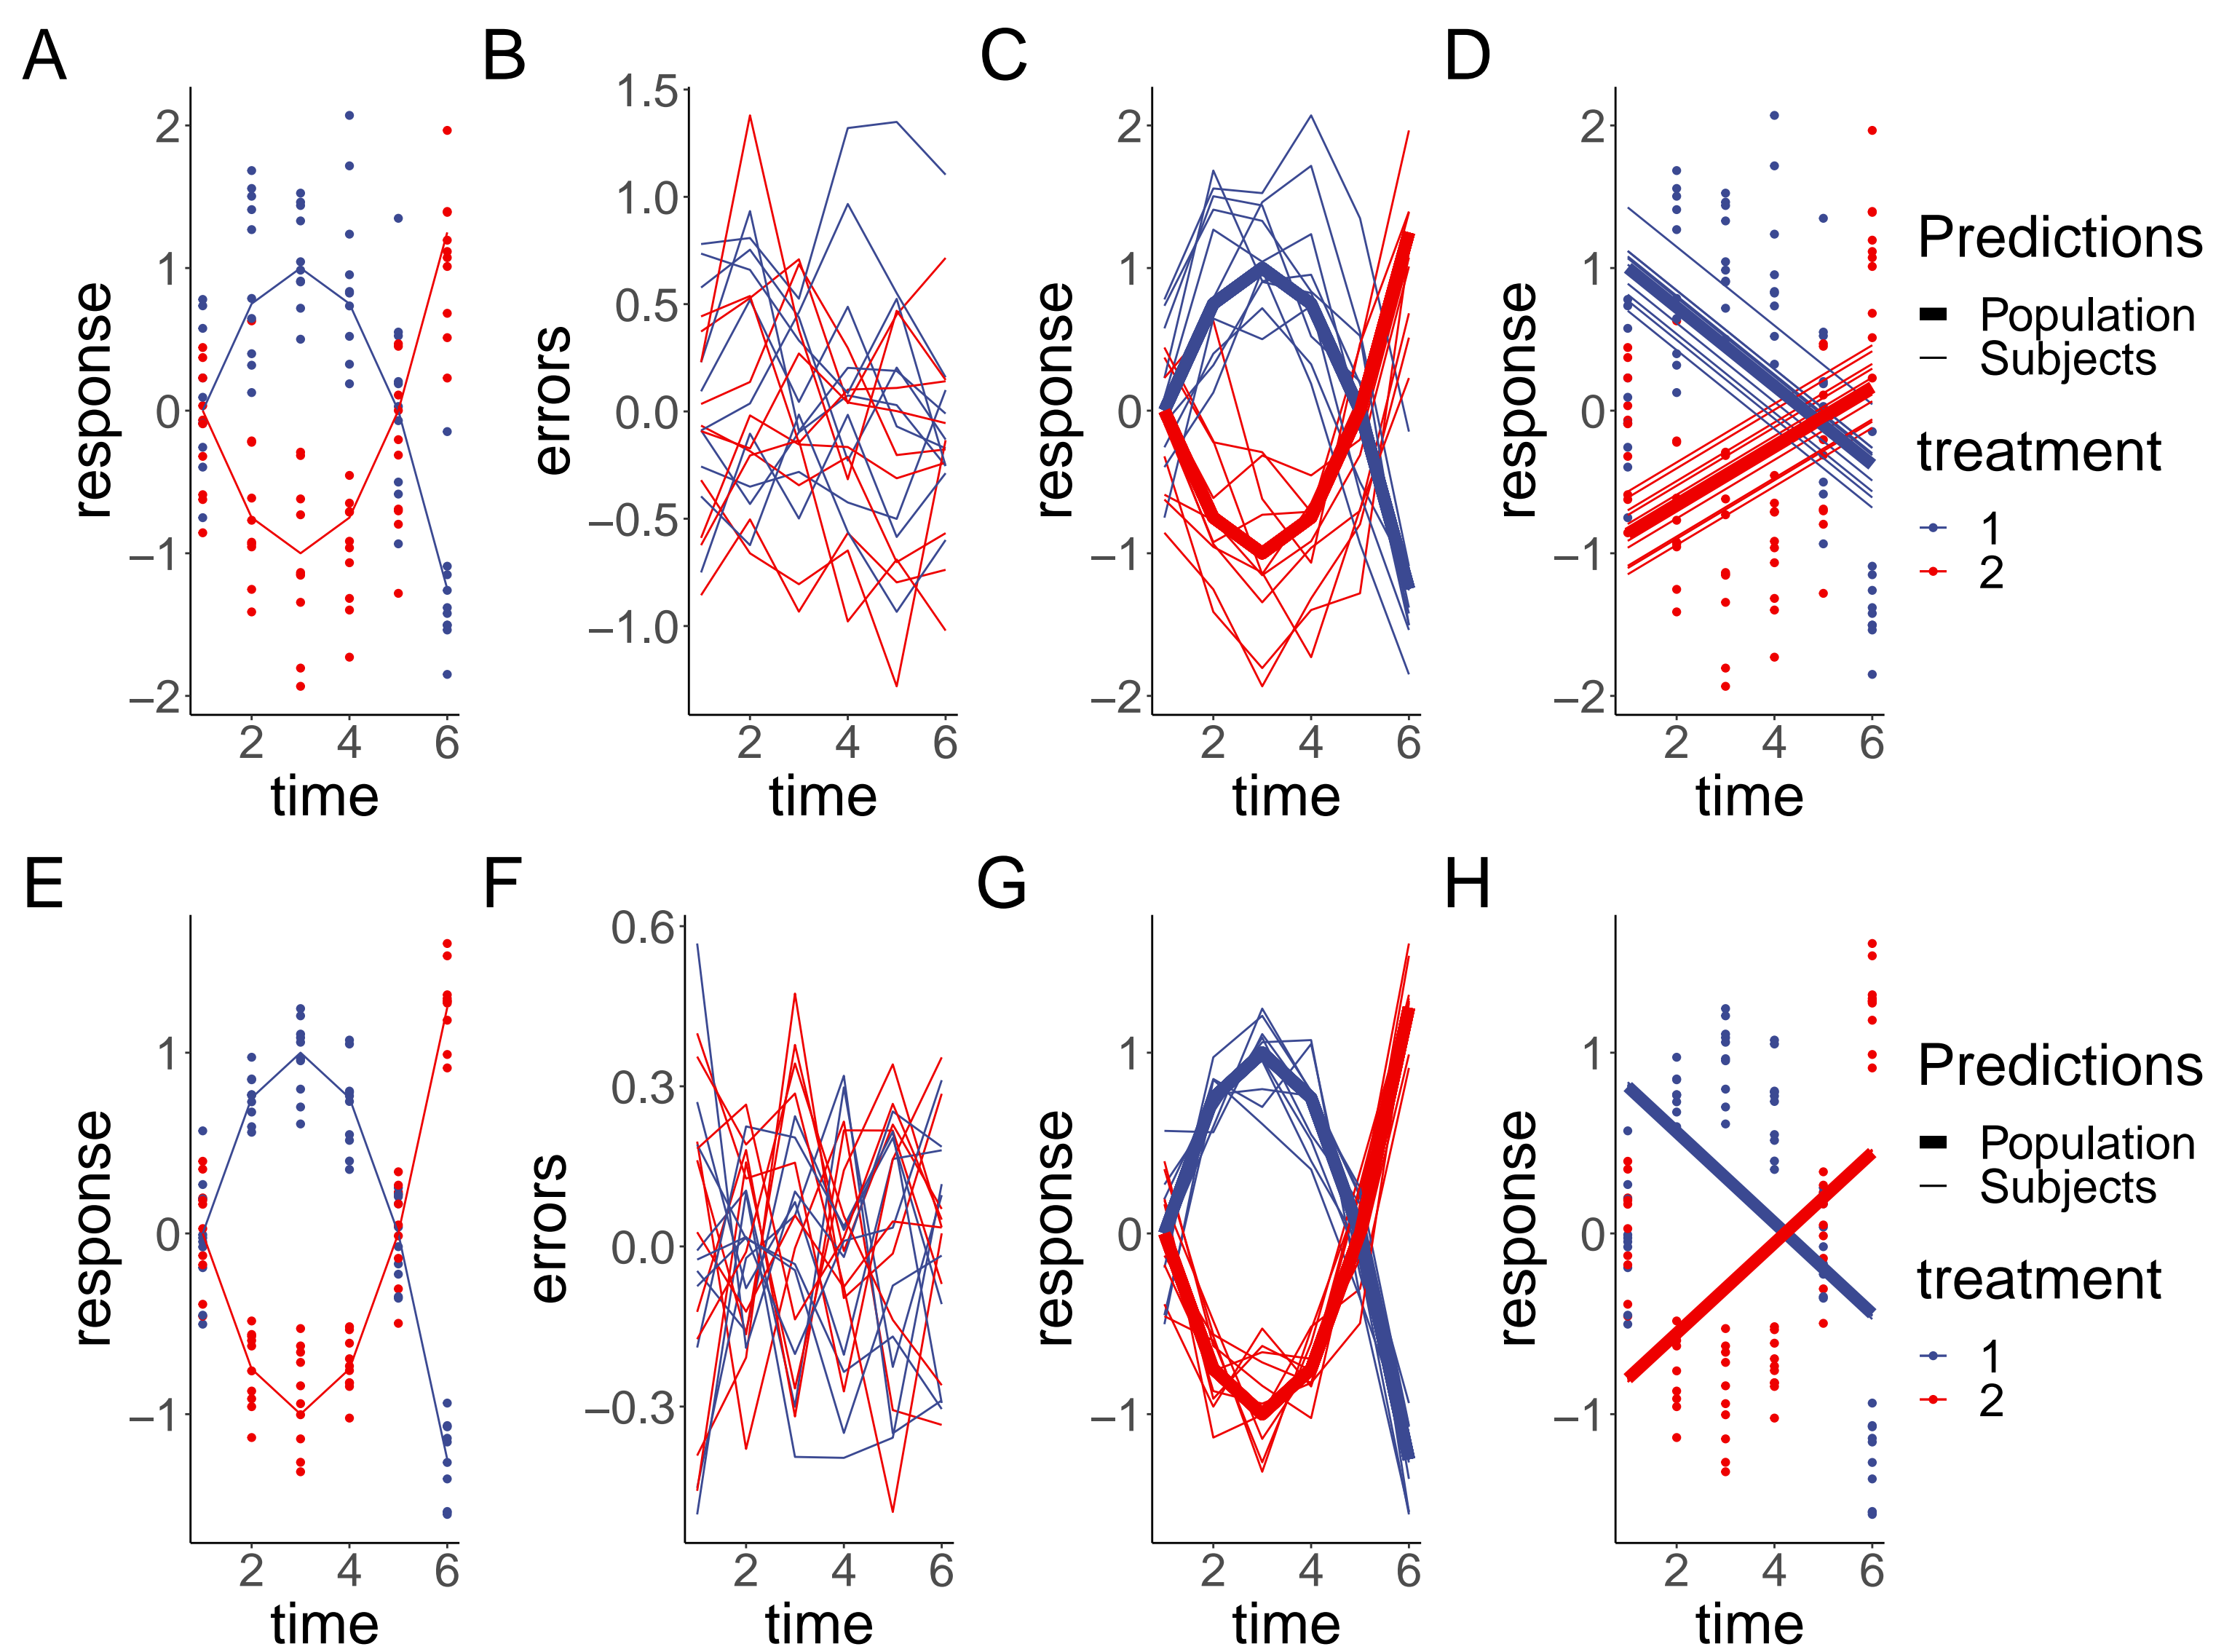 A B C D
2
1
0
−1
−2
response
2 4 6
time
1.5
1.0
0.5
0.0
−0.5
−1.0
errors
2 4 6
time
2
1
0
−1
−2
response
2 4 6
time
2
1
0
−1
−2
response
2 4 6
time
Predictions
Population
Subjects
treatment
1
2
E F G H
1
0
−1
response
2 4 6
time
0.6
0.3
0.0
−0.3
errors
2 4 6
time
1
0
−1
response
2 4 6
time
1
0
−1
response
2 4 6
time
Predictions
Population
Subjects
treatment
1
2